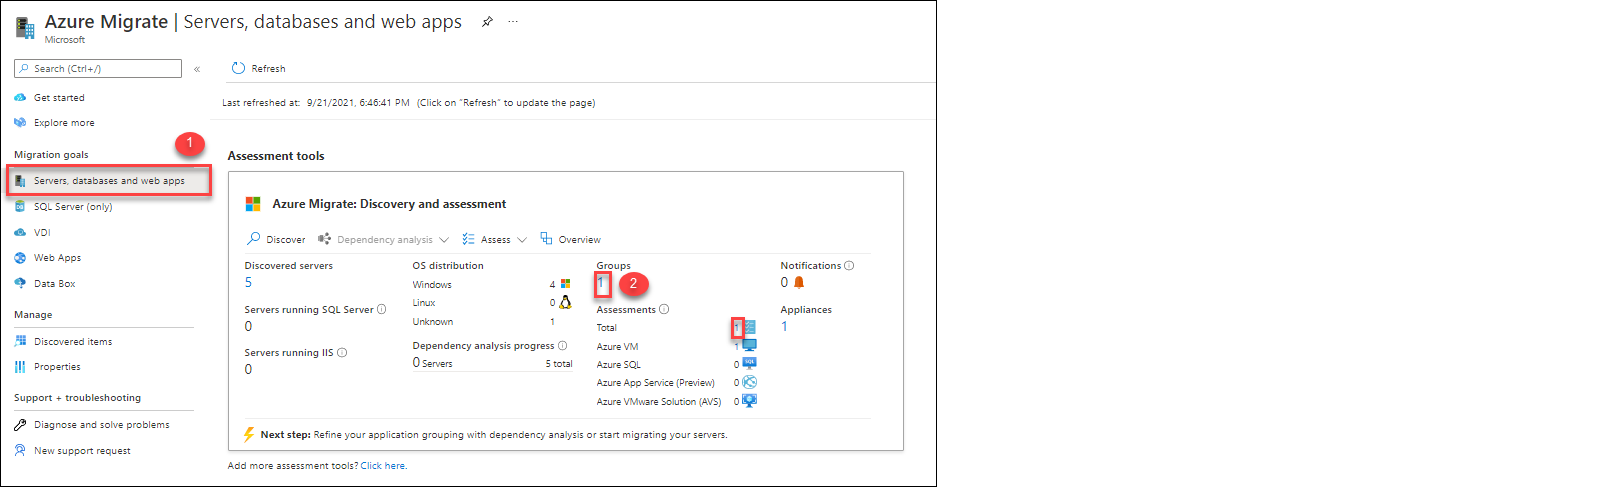 Azure Migrate | Servers, databases and web apps
Microsoft
Search (Ctrl+/)
«
Get started
Explore more
1
Migration goals
Servers, databases and web apps
SQL Server (only)
VDI
Web Apps
Data Box
Manage
Discovered items
Properties
Support + troubleshooting
Diagnose and solve problems
New support request
Refresh
Last refreshed at: 9/21/2021, 6:46:41 PM (Click on "Refresh" to update the page)
Assessment tools
Azure Migrate: Discovery and assessment
Discover Dependency analysis Assess Overview
Discovered servers
5
Servers running SQL Server
0
Servers running IIS
0
OS distribution
Windows 4
Linux 0
Unknown 1
Dependency analysis progress
0 Servers 5 total
Groups
1 2
Assessments
Total 1
Azure VM 1
Azure SQL 0
Azure App Service (Preview) 0
Azure VMware Solution (AVS) 0
Notifications
0
Appliances
1
Next step: Refine your application grouping with dependency analysis or start migrating your servers.
Add more assessment tools? Click here.